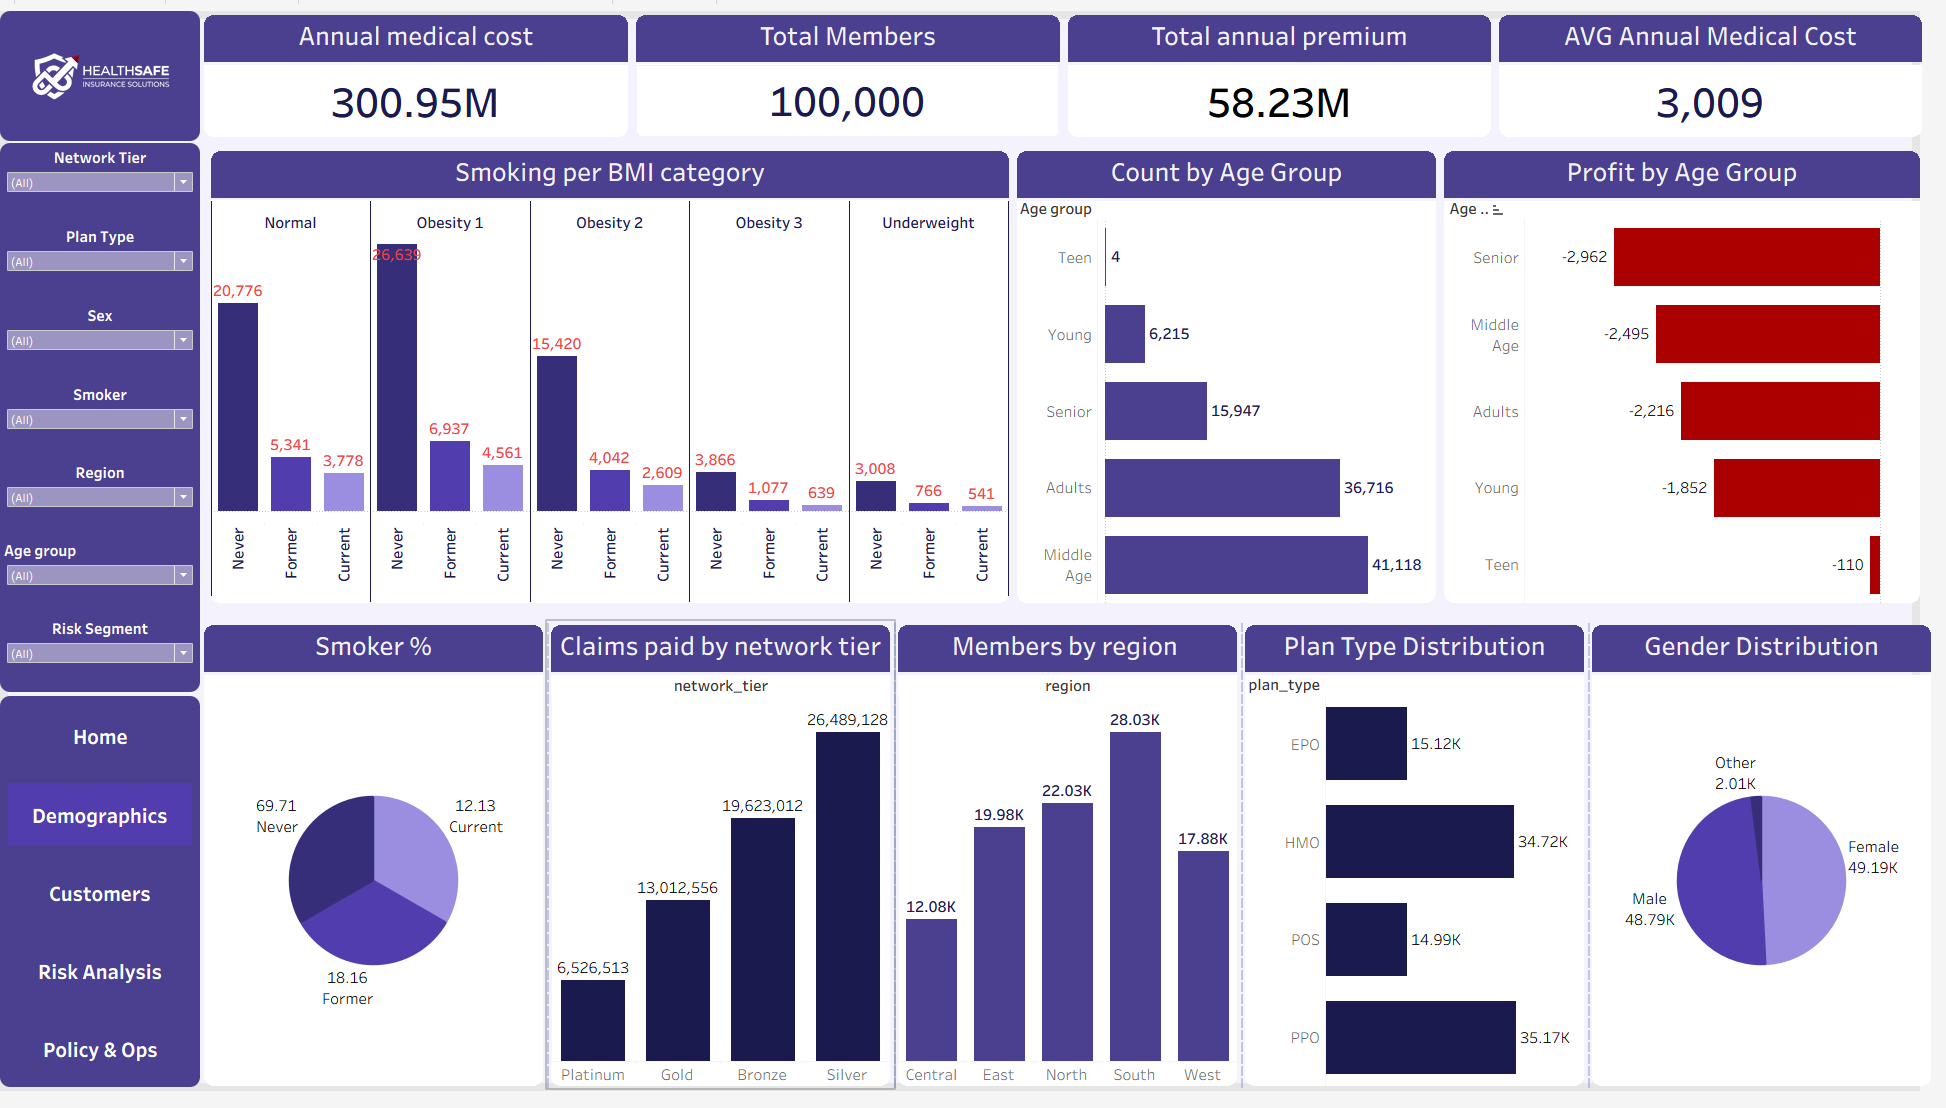 HEALTHSAFE
INSURANCE SOLUTIONS
Annual medical cost
300.95M
Total Members
100,000
Total annual premium
58.23M
AVG Annual Medical Cost
3,009
Network Tier
(All)
Plan Type
(All)
Sex
(All)
Smoker
(All)
Region
(All)
Age group
(All)
Risk Segment
(All)
Home
Demographics
Customers
Risk Analysis
Policy & Ops
Smoking per BMI category
Normal
Obesity 1
Obesity 2
Obesity 3
Underweight
20,776
5,341
3,778
26,639
6,937
4,561
15,420
4,042
2,609
3,866
1,077
639
3,008
766
541
Never
Former
Current
Never
Former
Current
Never
Former
Current
Never
Former
Current
Never
Former
Current
Count by Age Group
Age group
Teen
4
Young
6,215
Senior
15,947
Adults
36,716
Middle
Age
41,118
Profit by Age Group
Age ..
Senior
-2,962
Middle
Age
-2,495
Adults
-2,216
Young
-1,852
Teen
-110
Smoker %
69.71
Never
12.13
Current
18.16
Former
Claims paid by network tier
network_tier
6,526,513
13,012,556
19,623,012
26,489,128
Platinum
Gold
Bronze
Silver
Members by region
region
12.08K
19.98K
22.03K
28.03K
17.88K
Central
East
North
South
West
Plan Type Distribution
plan_type
EPO
15.12K
HMO
34.72K
POS
14.99K
PPO
35.17K
Gender Distribution
Other
2.01K
Female
49.19K
Male
48.79K